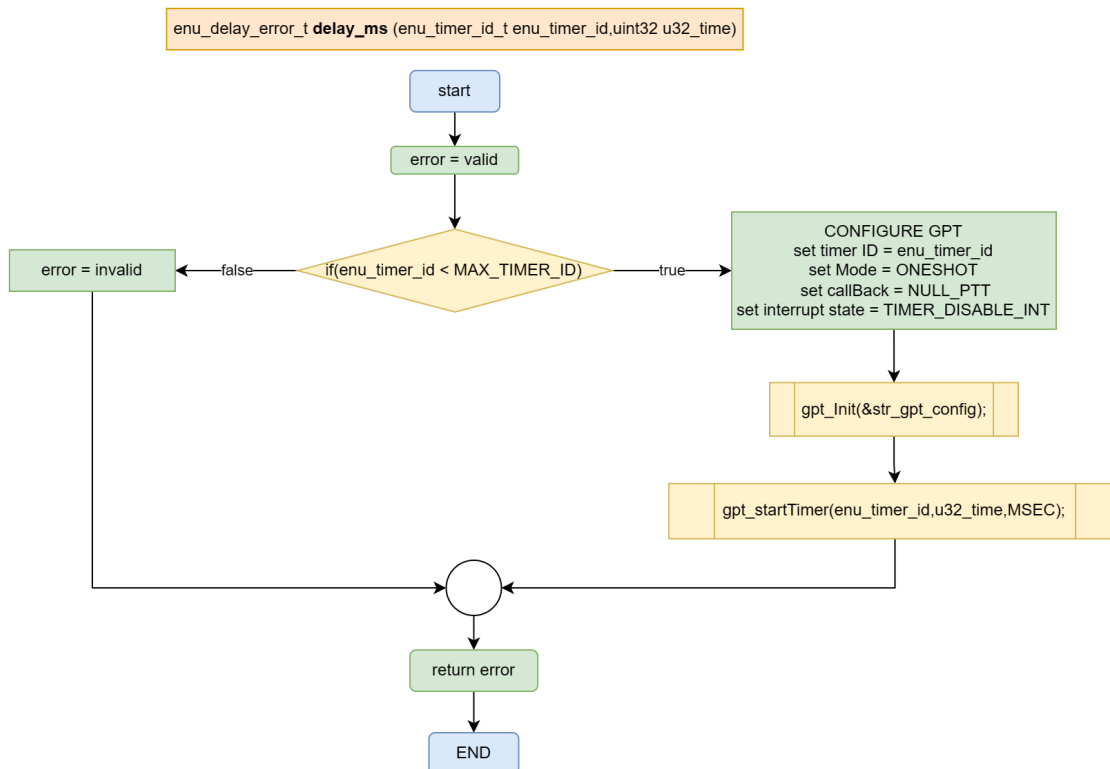 enu_delay_error_t delay_ms (enu_timer_id_t enu_timer_id,uint32 u32_time)
start
error = valid
if(enu_timer_id < MAX_TIMER_ID)
false
true
error = invalid
CONFIGURE GPT
set timer ID = enu_timer_id
set Mode = ONESHOT
set callBack = NULL_PTT
set interrupt state = TIMER_DISABLE_INT
gpt_Init(&str_gpt_config);
gpt_startTimer(enu_timer_id,u32_time,MSEC);
return error
END